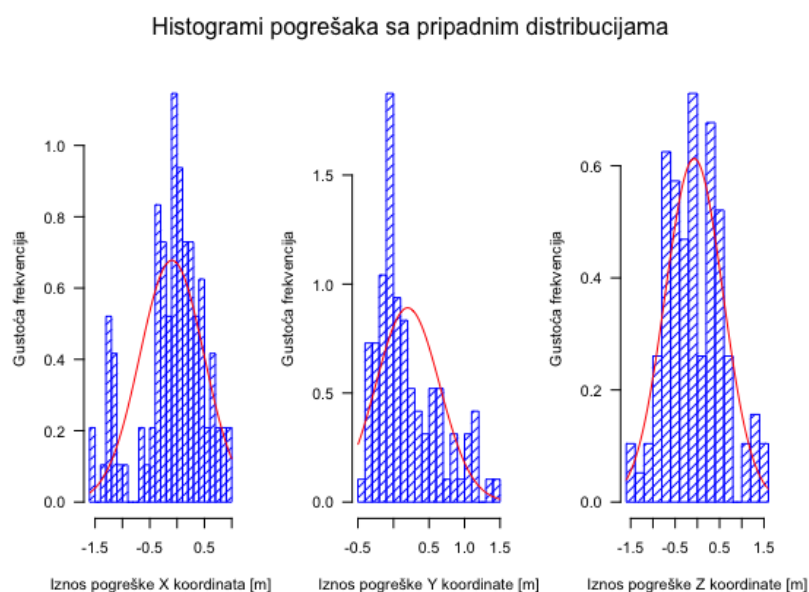 Histogrami pogrešaka sa pripadnim distribucijama
Gustoća frekvencija
0.0 0.2 0.4 0.6 0.8 1.0
-1.5 -0.5 0.5
Iznos pogreške X koordinata [m]
Gustoća frekvencija
0.0 0.5 1.0 1.5
-0.5 0.5 1.0 1.5
Iznos pogreške Y koordinate [m]
Gustoća frekvencija
0.0 0.2 0.4 0.6
-1.5 -0.5 0.5 1.5
Iznos pogreške Z koordinate [m]